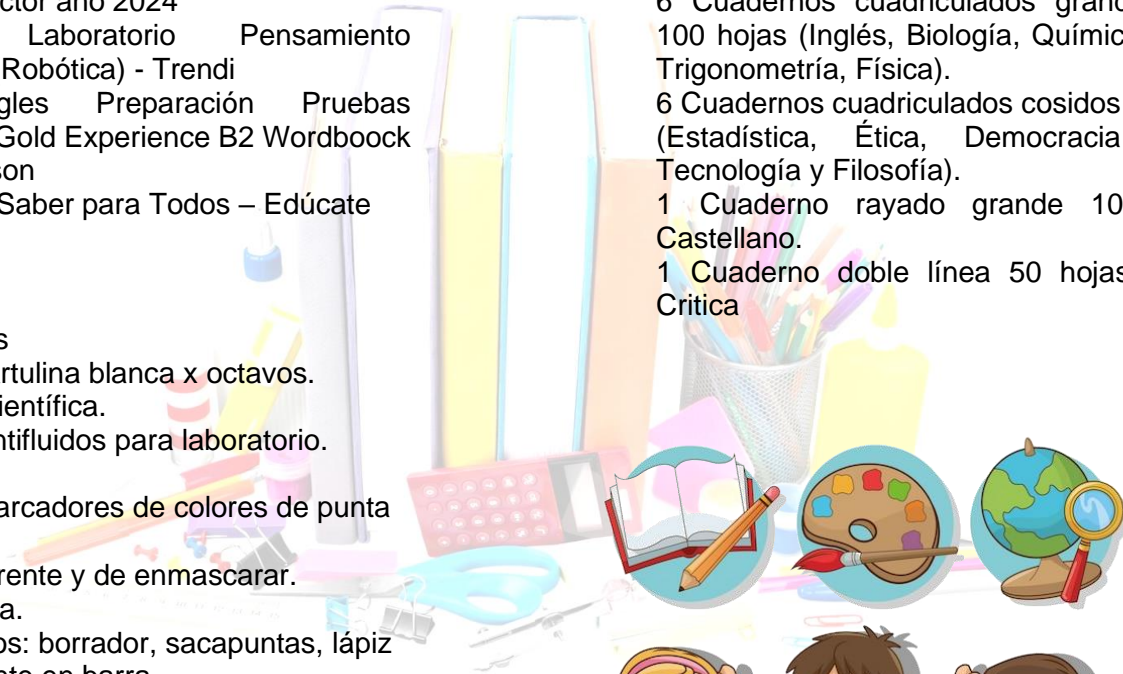 ctor año 2024
Laboratorio Pensamiento
Robótica) - Trendi
gles Preparación Pruebas
Gold Experience B2 Wordboock
son
Saber para Todos – Edúcate
s
rtulina blanca x octavos.
ientífica.
ntifluidos para laboratorio.
arcadores de colores de punta
rente y de enmascarar.
a.
os: borrador, sacapuntas, lápiz
6 Cuadernos cuadriculados grand
100 hojas (Inglés, Biología, Químic
Trigonometría, Física).
6 Cuadernos cuadriculados cosidos
(Estadística, Ética, Democracia
Tecnología y Filosofía).
1 Cuaderno rayado grande 10
Castellano.
1 Cuaderno doble línea 50 hojas
Critica